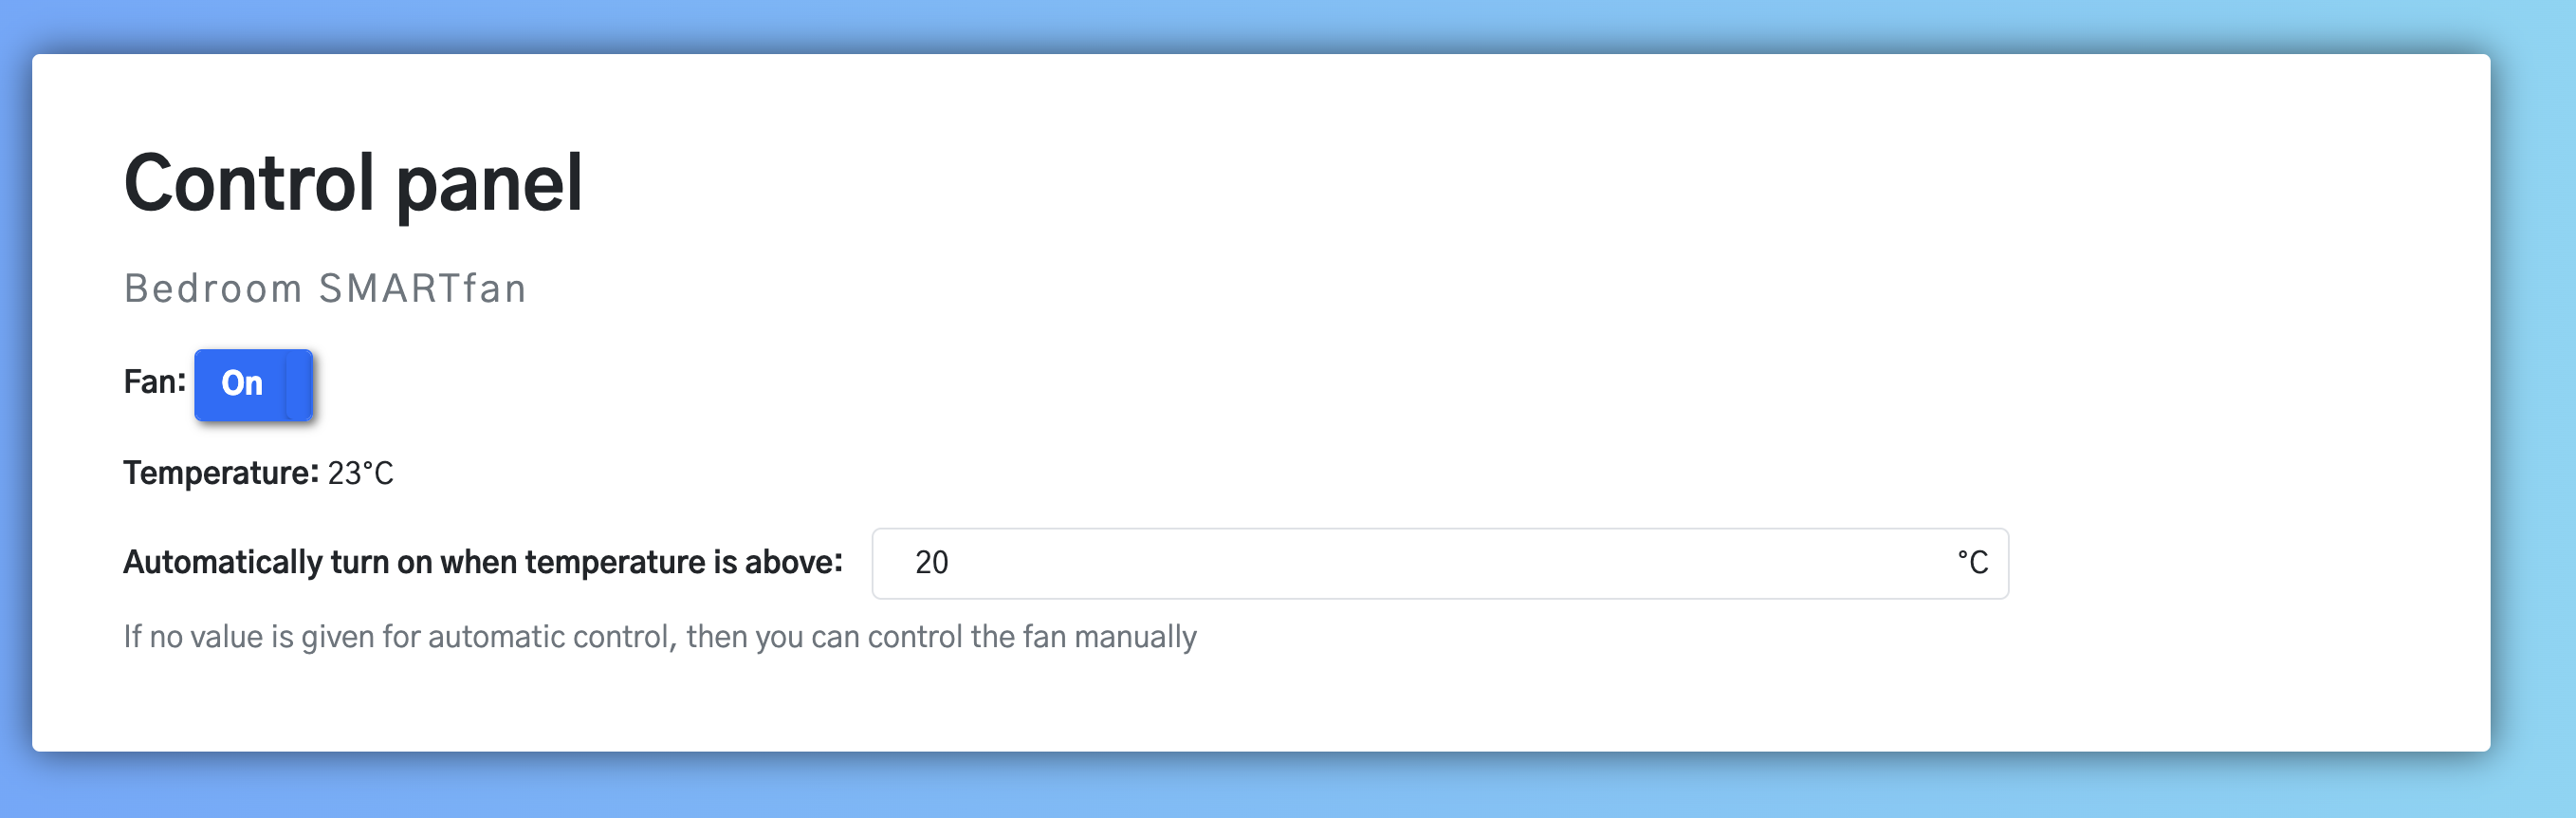 Control panel
Bedroom SMARTfan
Fan: On
Temperature: 23°C
Automatically turn on when temperature is above: 20 °C
If no value is given for automatic control, then you can control the fan manually